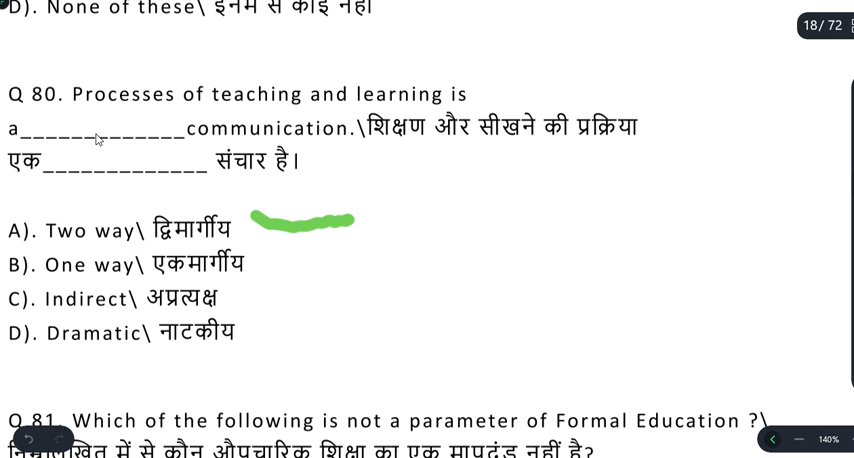 D). None of these\ इनमें से कोई नहीं
18/ 72
Q 80. Processes of teaching and learning is
a_____________communication.\शिक्षण और सीखने की प्रक्रिया
एक_____________ संचार है।
A). Two way\ द्विमार्गीय
B). One way\ एकमार्गीय
C). Indirect\ अप्रत्यक्ष
D). Dramatic\ नाटकीय
Q 81. Which of the following is not a parameter of Formal Education ?\
में से कौन औपचारिक शिक्षा का एक मापदंड नहीं है?
140%